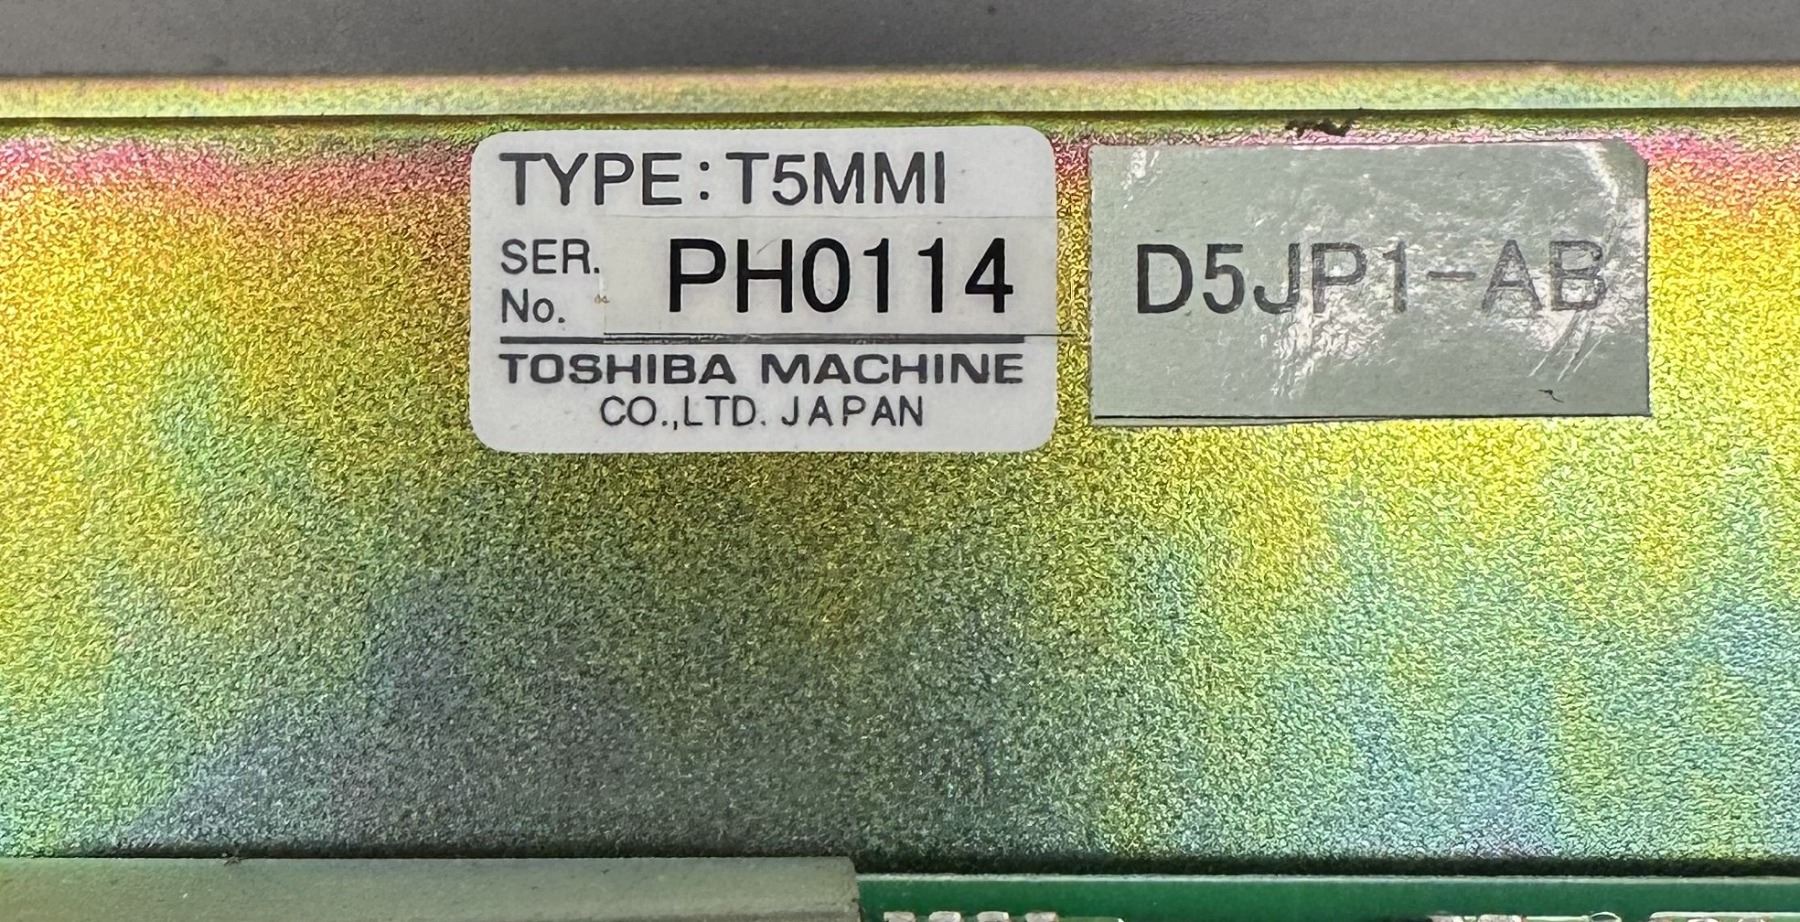 TYPE: T5MMI
SER. No. PH0114
TOSHIBA MACHINE
CO.,LTD. JAPAN
D5JP1-AB